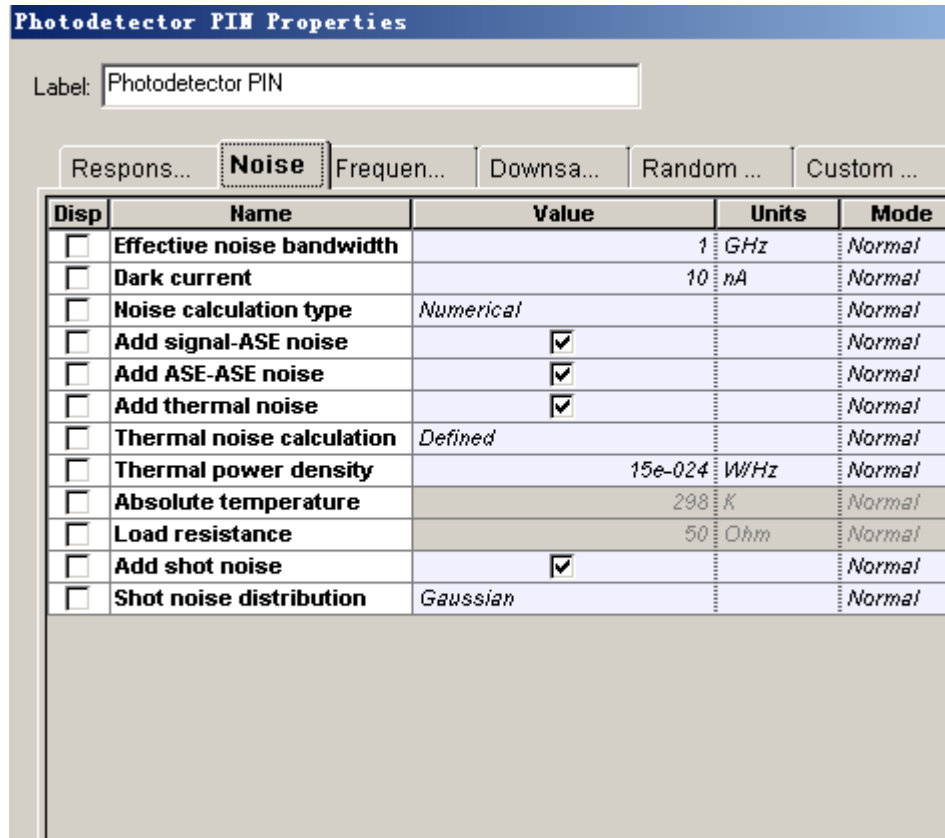 Photodetector PIN Properties
Label: Photodetector PIN
Respons... Noise Frequen... Downsa... Random ... Custom ...
Disp Name Value Units Mode
Effective noise bandwidth 1 GHz Normal
Dark current 10 nA Normal
Noise calculation type Numerical Normal
Add signal-ASE noise Normal
Add ASE-ASE noise Normal
Add thermal noise Normal
Thermal noise calculation Defined Normal
Thermal power density 15e-024 W/Hz Normal
Absolute temperature 298 K Normal
Load resistance 50 Ohm Normal
Add shot noise Normal
Shot noise distribution Gaussian Normal